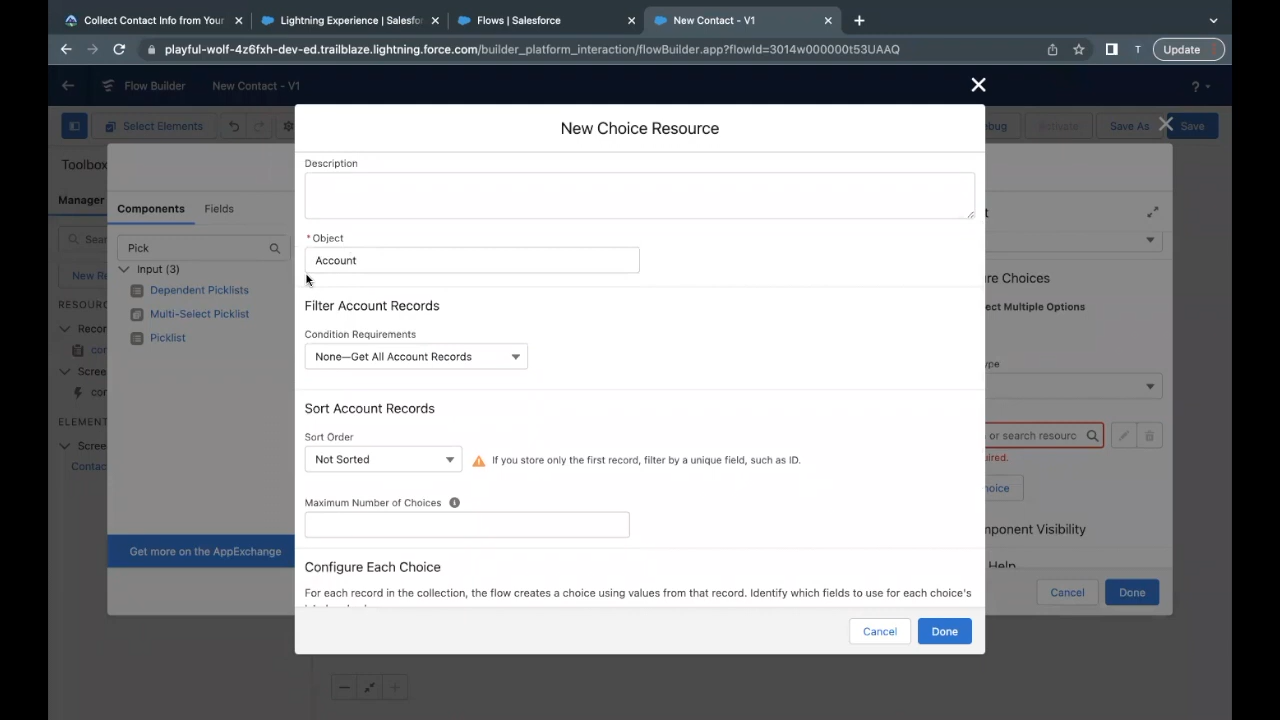 Collect Contact Info from Your
Lightning Experience | Salesfor
Flows | Salesforce
New Contact - V1
playful-wolf-4z6fxh-dev-ed.trailblaze.lightning.force.com/builder_platform_interaction/flowBuilder.app?flowId=3014w000000t53UAAQ
T
Update
Flow Builder
New Contact - V1
?
Select Elements
Activate
Save As
Save
New Choice Resource
Toolbox
Manager
Components
Fields
Pick
Input (3)
Dependent Picklists
Multi-Select Picklist
Picklist
Get more on the AppExchange
Description
* Object
Account
Filter Account Records
Condition Requirements
None—Get All Account Records
Sort Account Records
Sort Order
Not Sorted
If you store only the first record, filter by a unique field, such as ID.
Maximum Number of Choices
Configure Each Choice
For each record in the collection, the flow creates a choice using values from that record. Identify which fields to use for each choice's
Cancel
Done
or search resourc
Cancel
Done